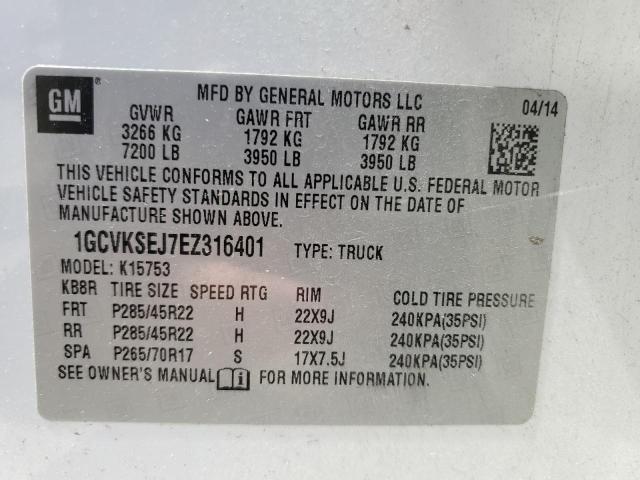 GM ®
MFD BY GENERAL MOTORS LLC 04/14
GVWR GAWR FRT GAWR RR
3266 KG 1792 KG 1792 KG
7200 LB 3950 LB 3950 LB
THIS VEHICLE CONFORMS TO ALL APPLICABLE U.S. FEDERAL MOTOR
VEHICLE SAFETY STANDARDS IN EFFECT ON THE DATE OF
MANUFACTURE SHOWN ABOVE.
1GCVKSEJ7EZ316401 TYPE: TRUCK
MODEL: K15753
KB8R TIRE SIZE SPEED RTG RIM COLD TIRE PRESSURE
FRT P285/45R22 H 22X9J 240KPA(35PSI)
RR P285/45R22 H 22X9J 240KPA(35PSI)
SPA P265/70R17 S 17X7.5J 240KPA(35PSI)
SEE OWNER'S MANUAL FOR MORE INFORMATION.